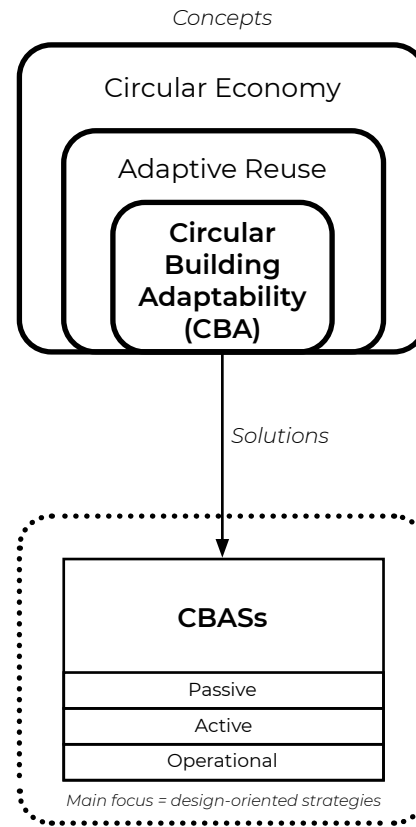 Concepts
Circular Economy
Adaptive Reuse
Circular
Building
Adaptability
(CBA)
Solutions
CBASs
Passive
Active
Operational
Main focus = design-oriented strategies